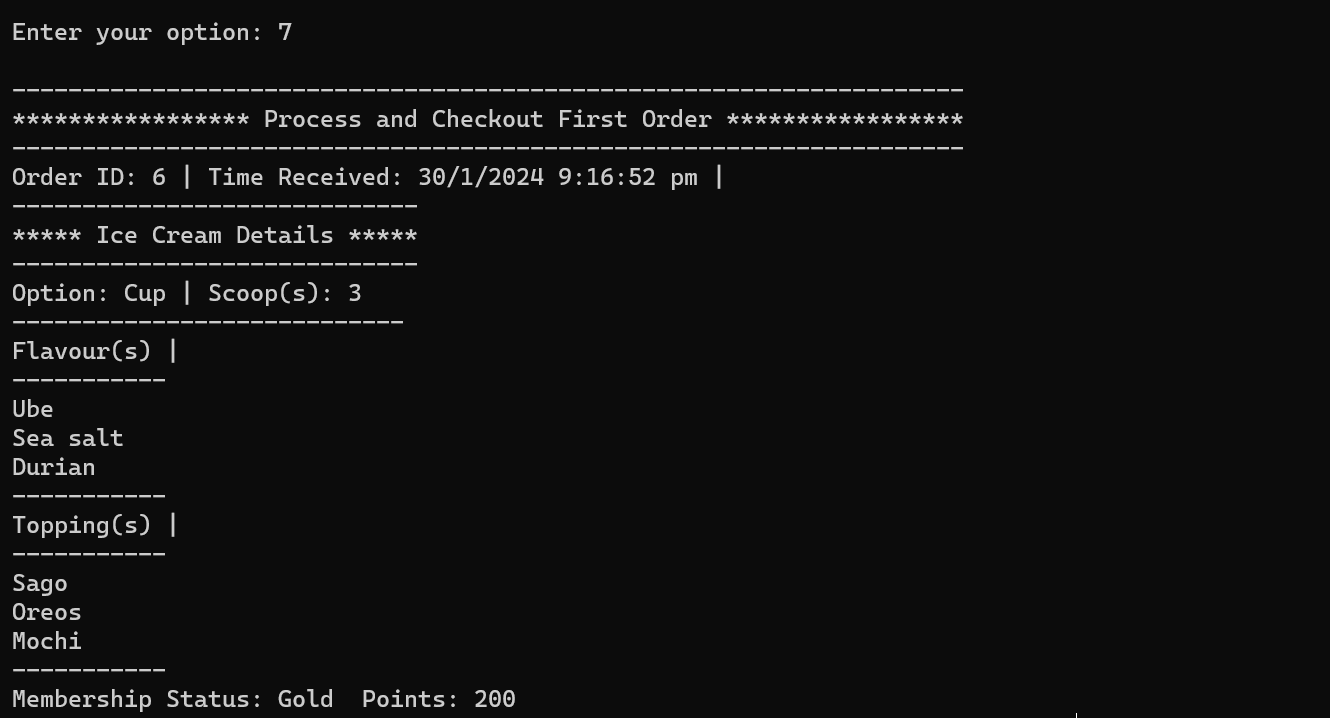 Enter your option: 7
--------------------------------------------------------------------
***************** Process and Checkout First Order *****************
--------------------------------------------------------------------
Order ID: 6 | Time Received: 30/1/2024 9:16:52 pm |
-----------------------------
***** Ice Cream Details *****
-----------------------------
Option: Cup | Scoop(s): 3
----------------------------
Flavour(s) |
-----------
Ube
Sea salt
Durian
-----------
Topping(s) |
-----------
Sago
Oreos
Mochi
-----------
Membership Status: Gold  Points: 200